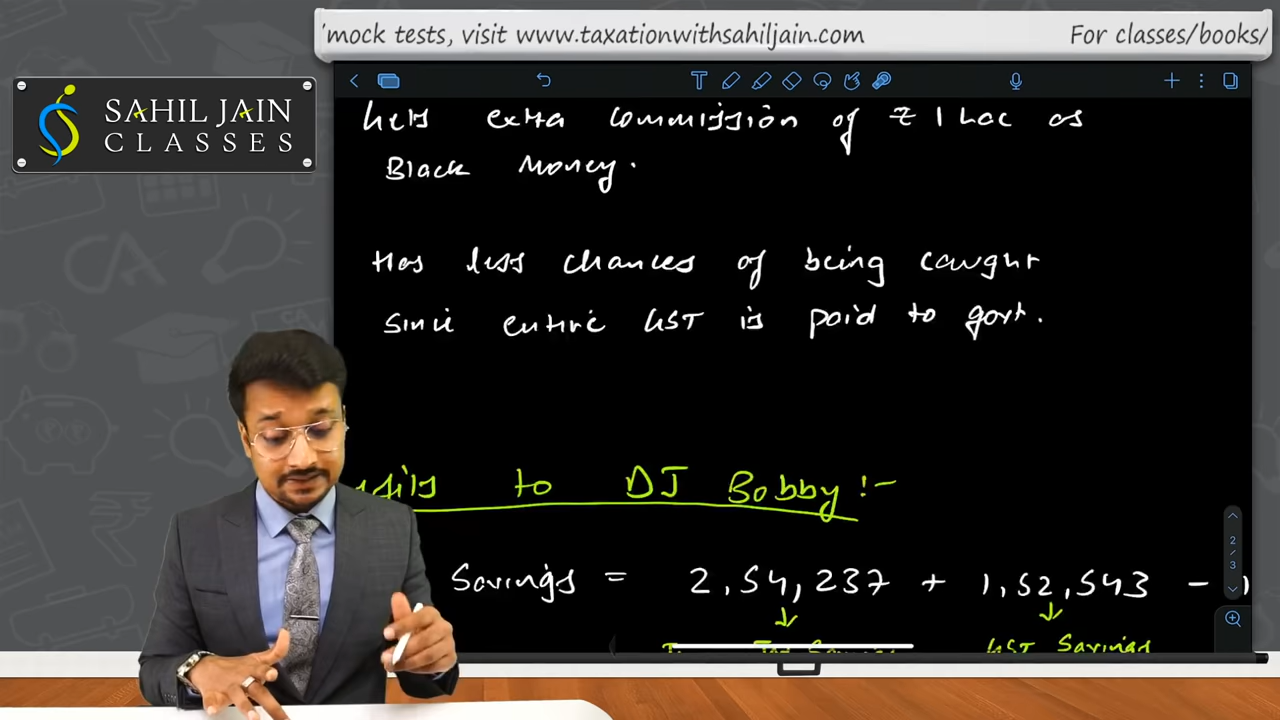 'mock tests, visit www.taxationwithsahiljain.com For classes/books/
SAHIL JAIN
CLASSES
Gets extra Commission of ₹ 1 Lac as
Black Money.
Has less chances of being caught
Since entire GST is paid to govt.
to DJ Bobby :-
Savings = 2,54,237 + 1,52,543 -
GST Savings
2/3